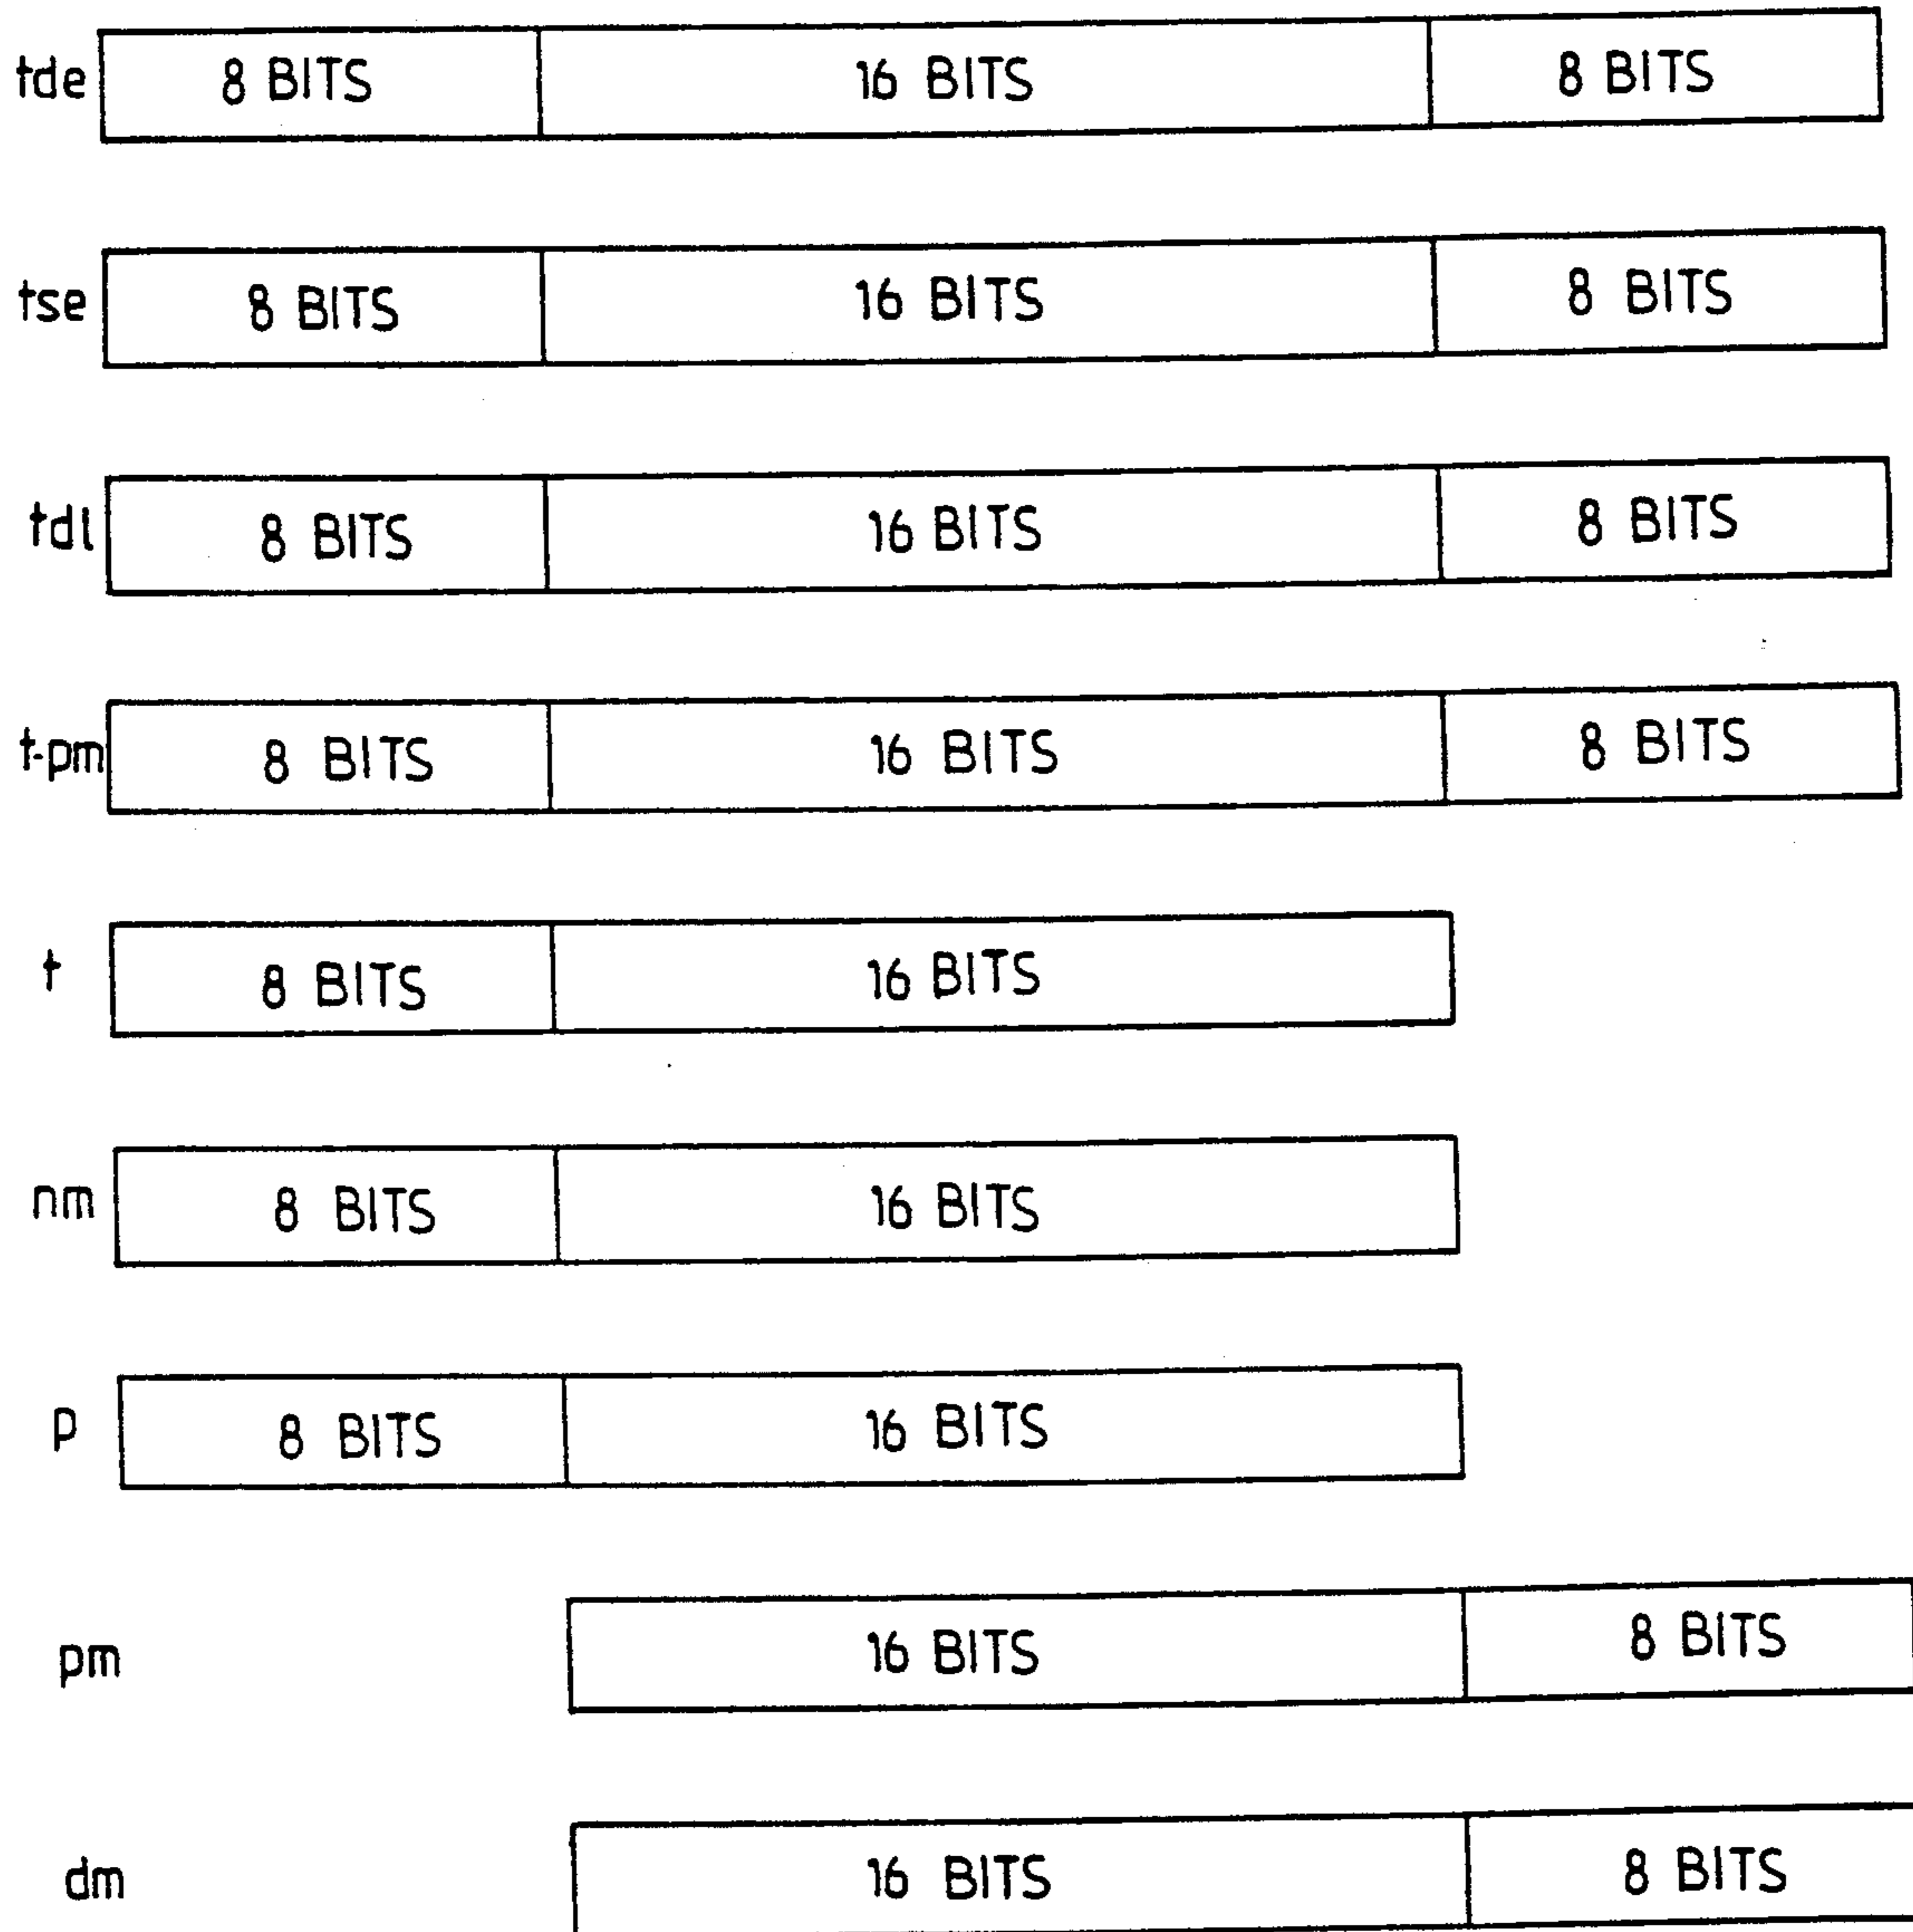 tde 8 BITS 16 BITS 8 BITS
tse 8 BITS 16 BITS 8 BITS
tdl 8 BITS 16 BITS 8 BITS
t-pm 8 BITS 16 BITS 8 BITS
t 8 BITS 16 BITS
nm 8 BITS 16 BITS
p 8 BITS 16 BITS
pm 16 BITS 8 BITS
dm 16 BITS 8 BITS